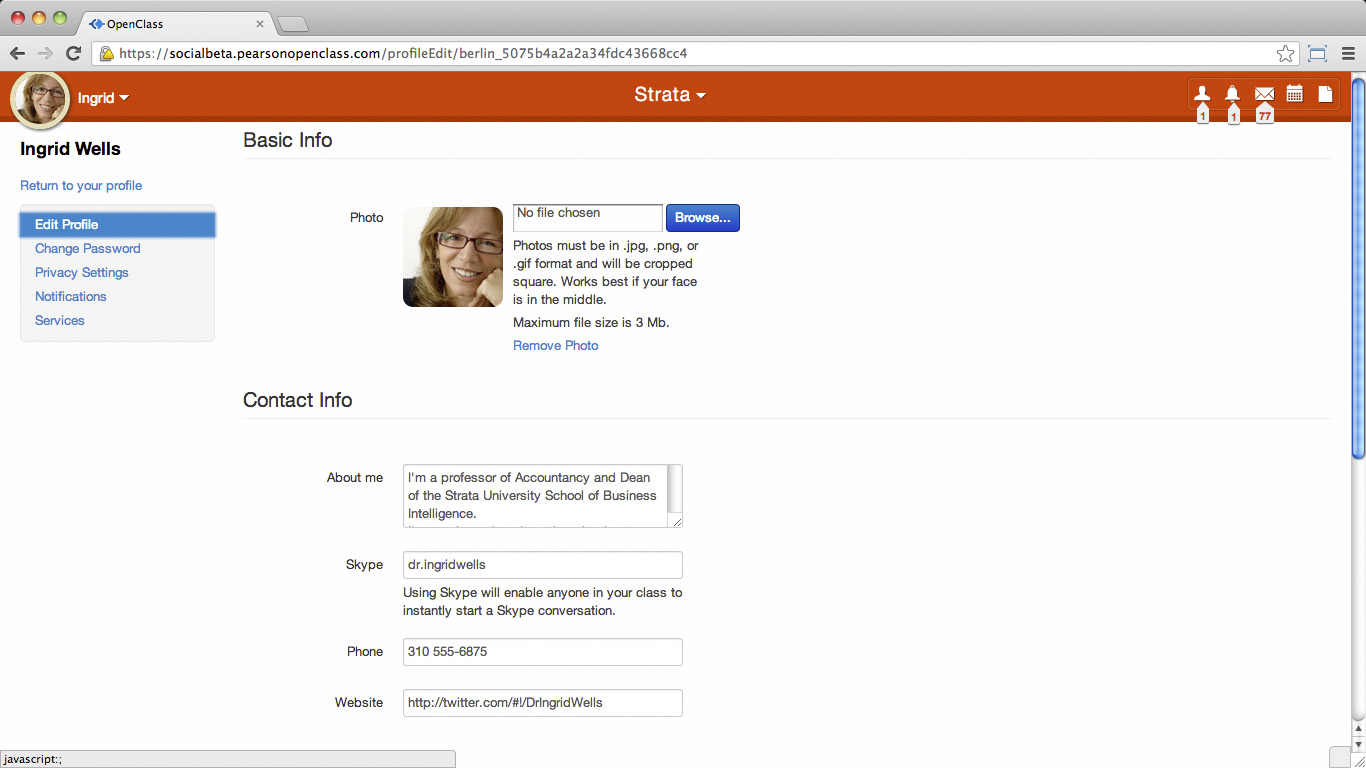 OpenClass
https://socialbeta.pearsonopenclass.com/profileEdit/berlin_5075b4a2a2a34fdc43668cc4
Ingrid
Strata
1
1
77
Ingrid Wells
Return to your profile
Edit Profile
Change Password
Privacy Settings
Notifications
Services
Basic Info
Photo
No file chosen
Browse...
Photos must be in .jpg, .png, or
.gif format and will be cropped
square. Works best if your face
is in the middle.
Maximum file size is 3 Mb.
Remove Photo
Contact Info
About me
I'm a professor of Accountancy and Dean
of the Strata University School of Business
Intelligence.
Skype
dr.ingridwells
Using Skype will enable anyone in your class to
instantly start a Skype conversation.
Phone
310 555-6875
Website
http://twitter.com/#!/DrIngridWells
javascript:;